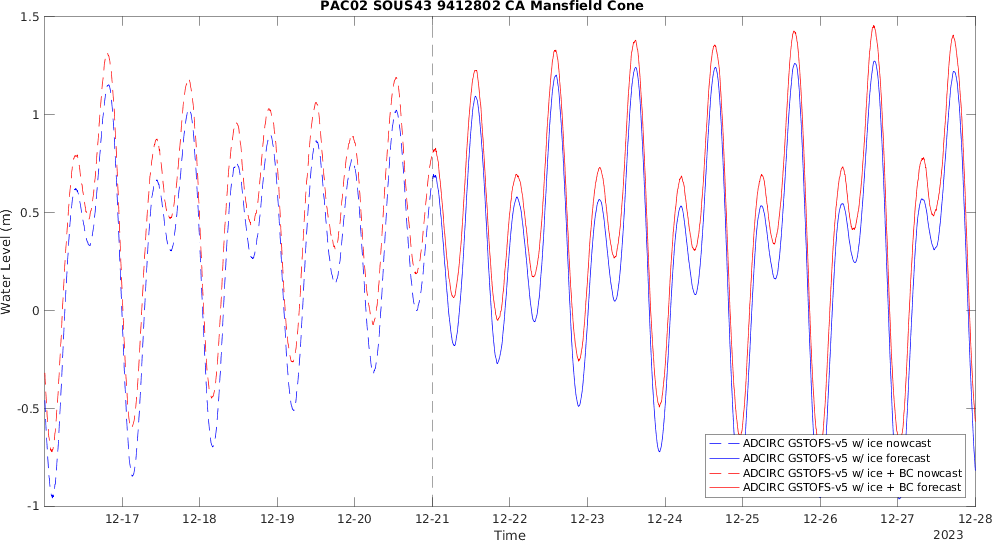 PAC02 SOUS43 9412802 CA Mansfield Cone
Water Level (m)
1.5
1
0.5
0
-0.5
-1
12-17 12-18 12-19 12-20 12-21 12-22 12-23 12-24 12-25 12-26 12-27 12-28
Time
2023
ADCIRC GSTOFS-v5 w/ ice nowcast
ADCIRC GSTOFS-v5 w/ ice forecast
ADCIRC GSTOFS-v5 w/ ice + BC nowcast
ADCIRC GSTOFS-v5 w/ ice + BC forecast